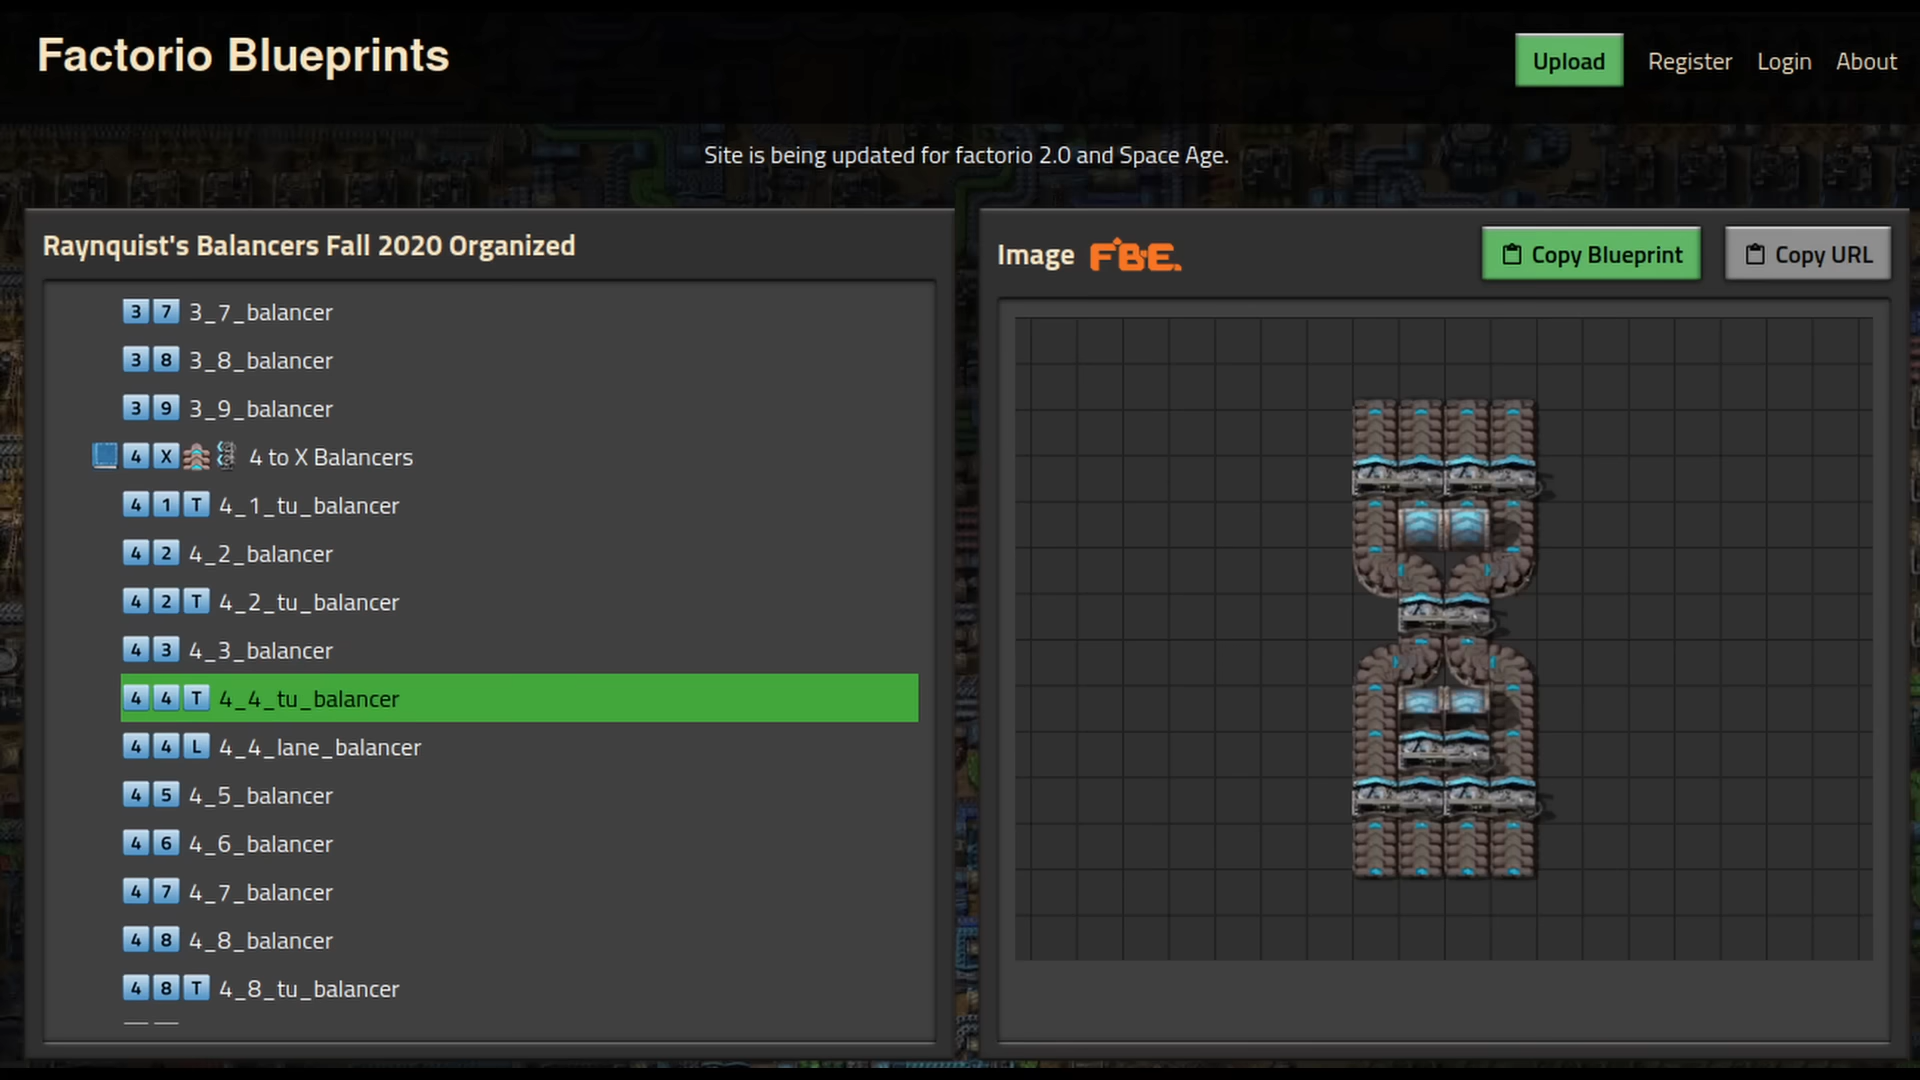 Factorio Blueprints
Upload Register Login About
Site is being updated for factorio 2.0 and Space Age.
Raynquist's Balancers Fall 2020 Organized
3 7 3_7_balancer
3 8 3_8_balancer
3 9 3_9_balancer
4 X 4 to X Balancers
4 1 T 4_1_tu_balancer
4 2 4_2_balancer
4 2 T 4_2_tu_balancer
4 3 4_3_balancer
4 4 T 4_4_tu_balancer
4 4 L 4_4_lane_balancer
4 5 4_5_balancer
4 6 4_6_balancer
4 7 4_7_balancer
4 8 4_8_balancer
4 8 T 4_8_tu_balancer
Image FBE. Copy Blueprint Copy URL